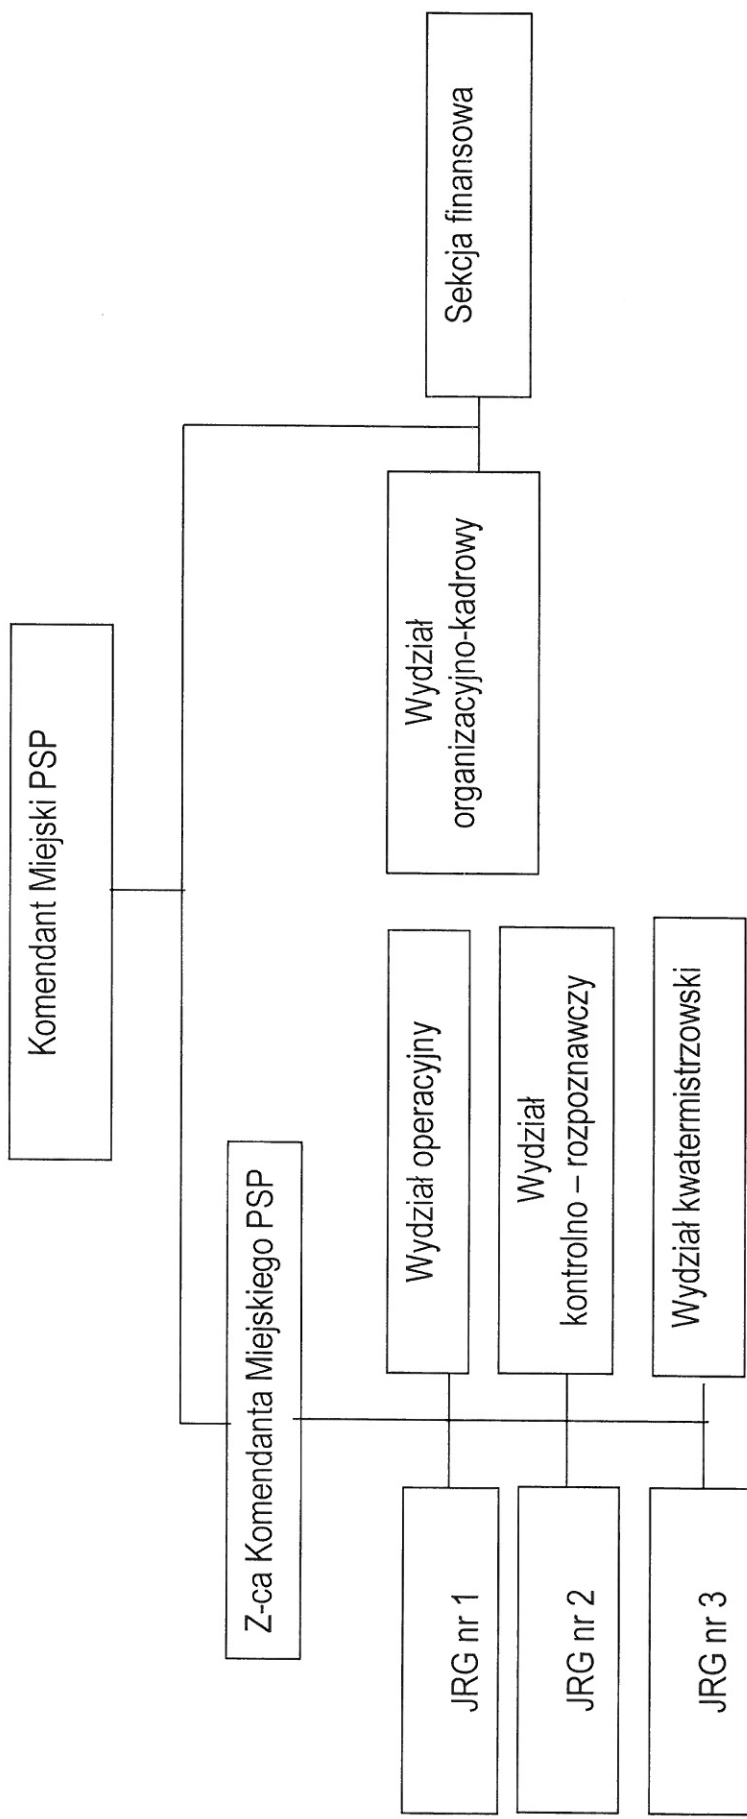 Komendant Miejski PSP
Z-ca Komendanta Miejskiego PSP
JRG nr 1
Wydział operacyjny
JRG nr 2
Wydział
kontrolno – rozpoznawczy
JRG nr 3
Wydział kwatermistrzowski
Wydział
organizacyjno-kadrowy
Sekcja finansowa